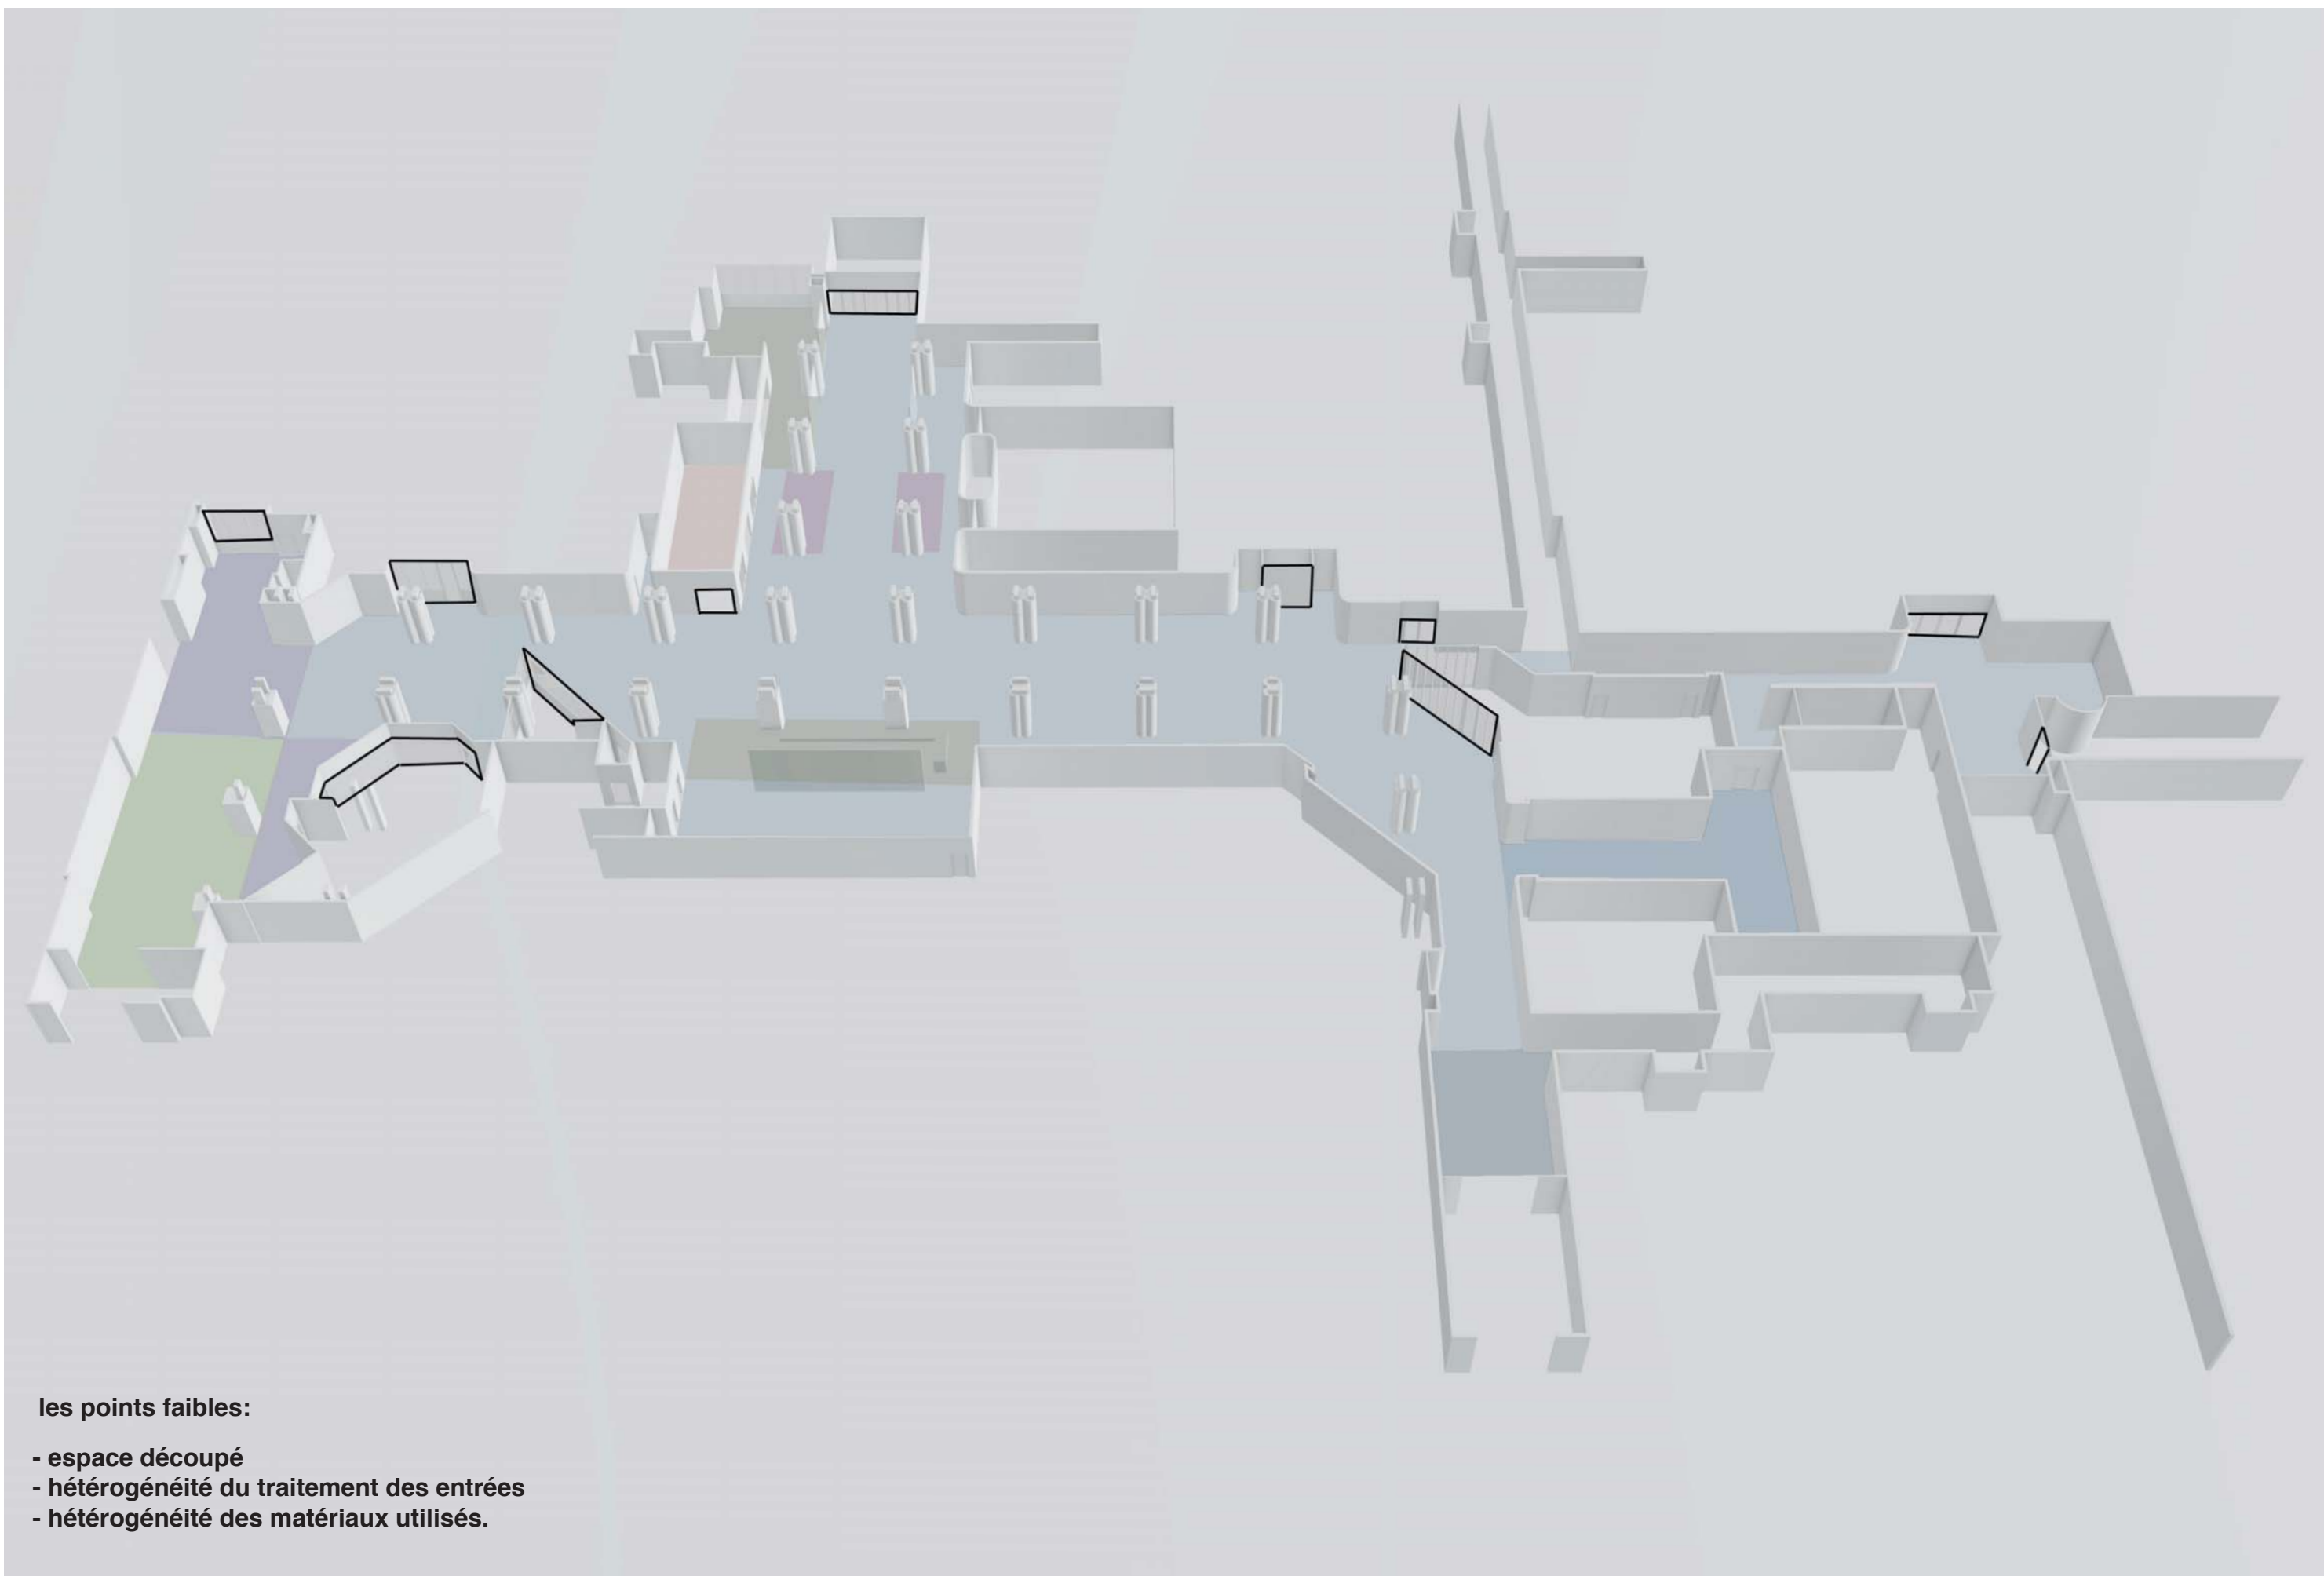 les points faibles:
- espace découpé
- hétérogénéité du traitement des entrées
- hétérogénéité des matériaux utilisés.